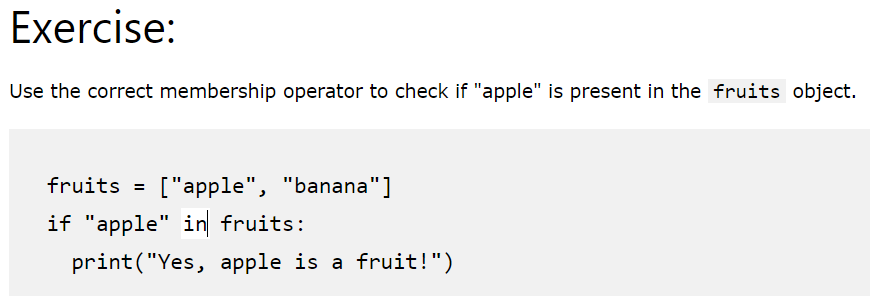 Exercise:
Use the correct membership operator to check if "apple" is present in the fruits object.
fruits = ["apple", "banana"]
if "apple" in fruits:
  print("Yes, apple is a fruit!")